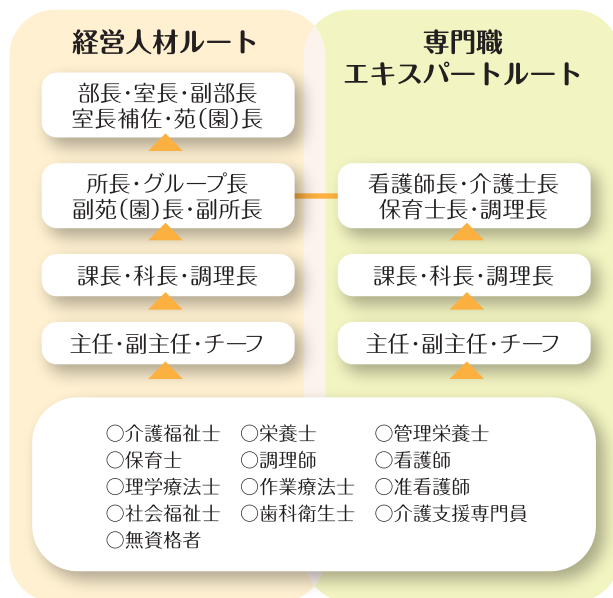 経営人材ルート
部長・室長・副部長
室長補佐・苑(園)長
所長・グループ長
副苑(園)長・副所長
課長・科長・調理長
主任・副主任・チーフ
専門職
エキスパートルート
看護師長・介護士長
保育士長・調理長
課長・科長・調理長
主任・副主任・チーフ
○介護福祉士 ○栄養士 ○管理栄養士
○保育士 ○調理師 ○看護師
○理学療法士 ○作業療法士 ○准看護師
○社会福祉士 ○歯科衛生士 ○介護支援専門員
○無資格者